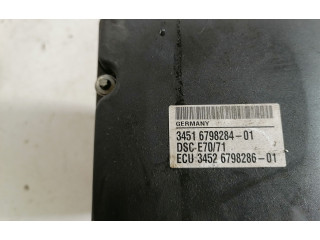 GERMANY
3451 6798284-01
DSC E70/71
ECU 3452 6798286-01